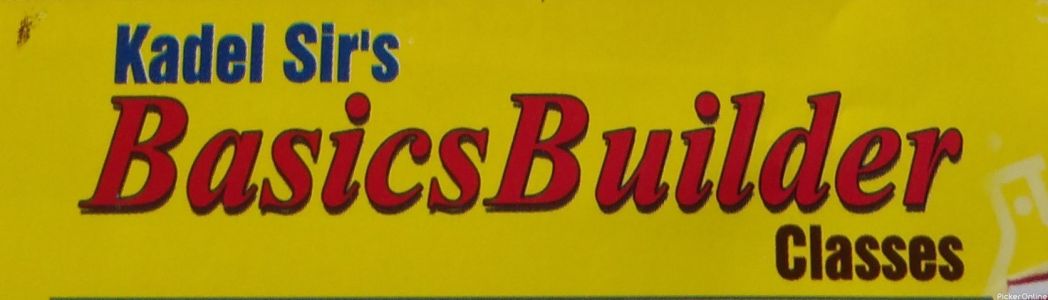 Kadel Sir's
BasicsBuilder
Classes
PickerOnline